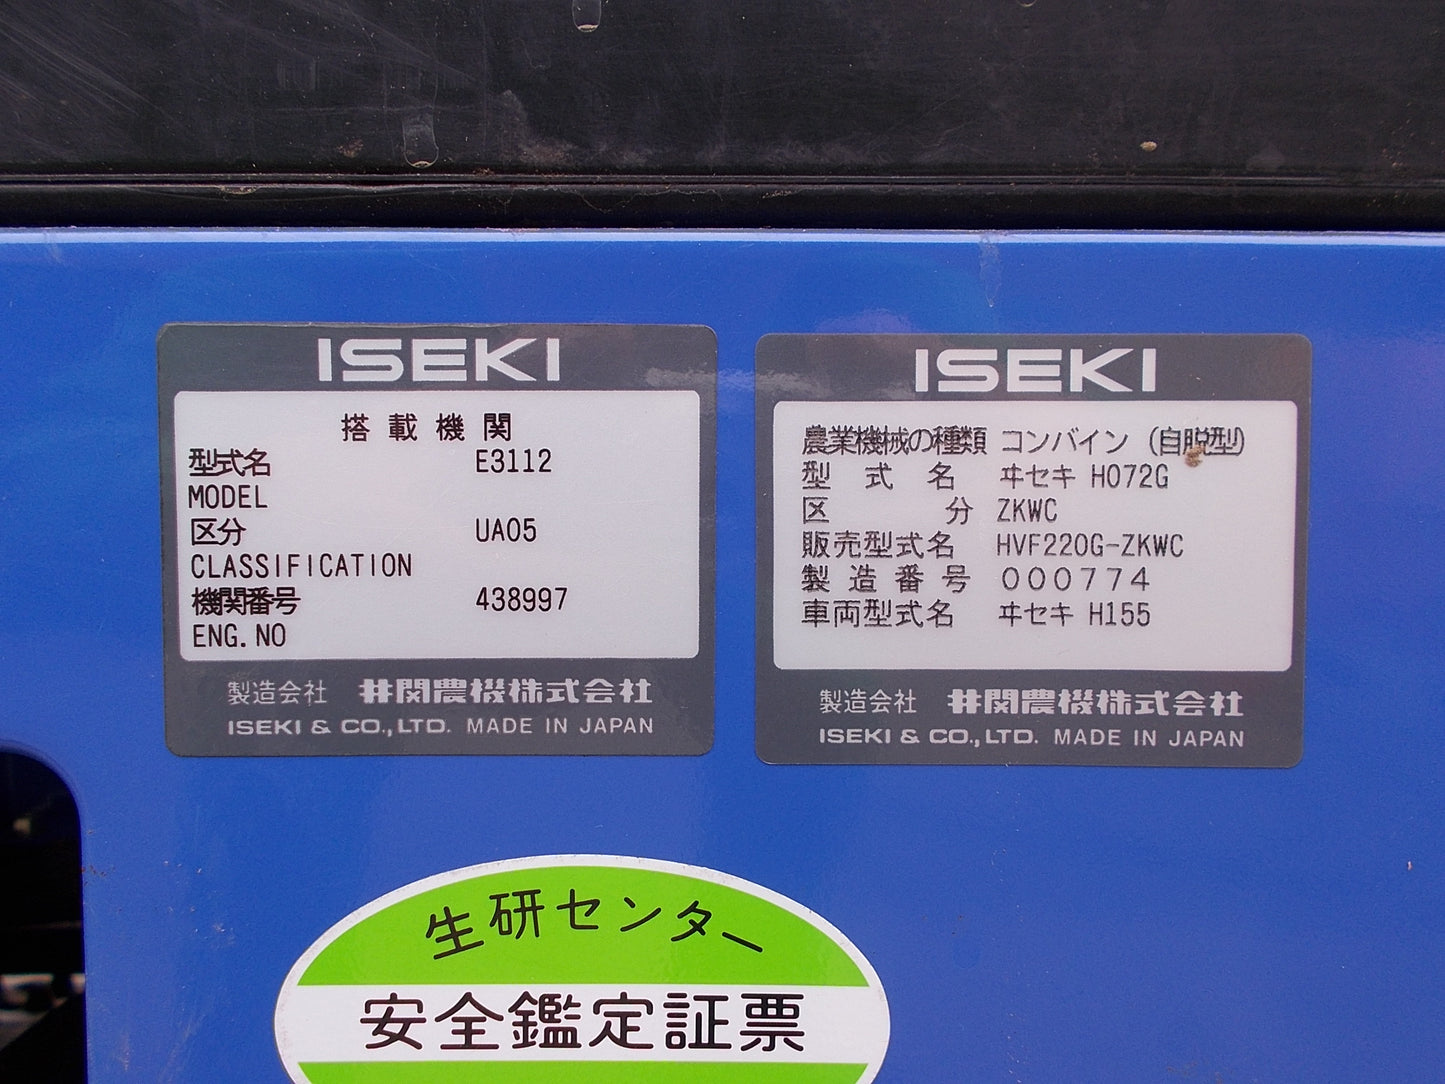 ISEKI
搭載機関
型式名 E3112
MODEL
区分 UA05
CLASSIFICATION
機関番号 438997
ENG.NO
製造会社 井関農機株式会社
ISEKI & CO.,LTD. MADE IN JAPAN
ISEKI
農業機械の種類 コンバイン (自脱型)
型式名 ヰセキ H072G
区分 ZKWC
販売型式名 HVF220G-ZKWC
製造番号 000774
車両型式名 ヰセキ H155
製造会社 井関農機株式会社
ISEKI & CO.,LTD. MADE IN JAPAN
生研センター
安全鑑定証票